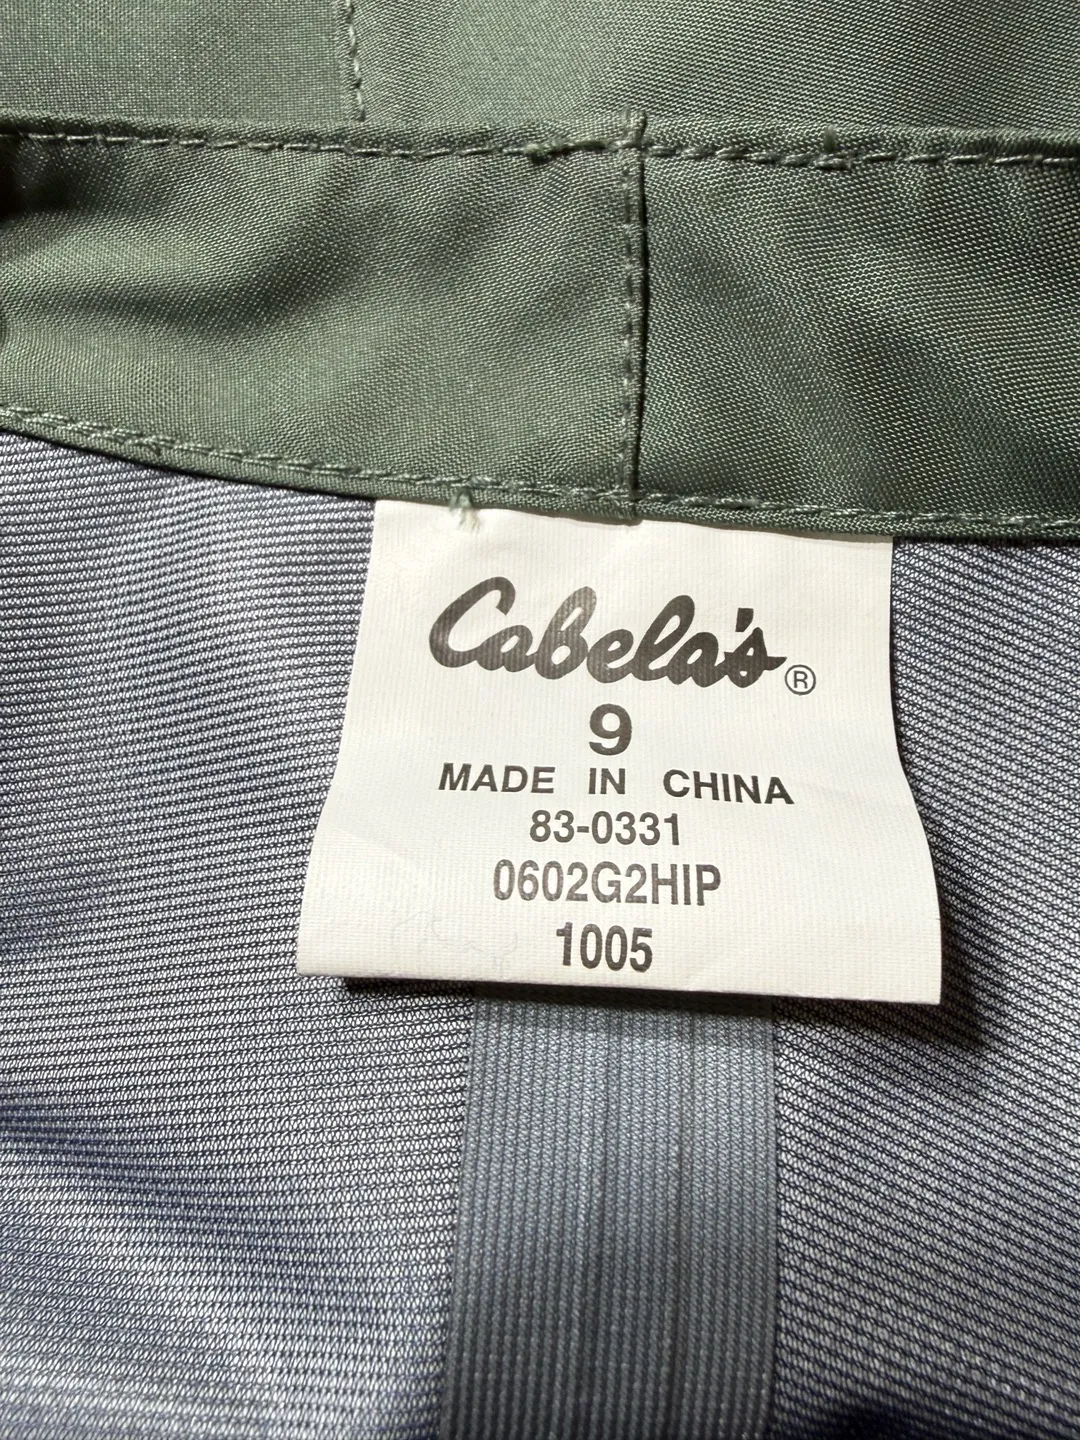 Cabela's®
9
MADE IN CHINA
83-0331
0602G2HIP
1005